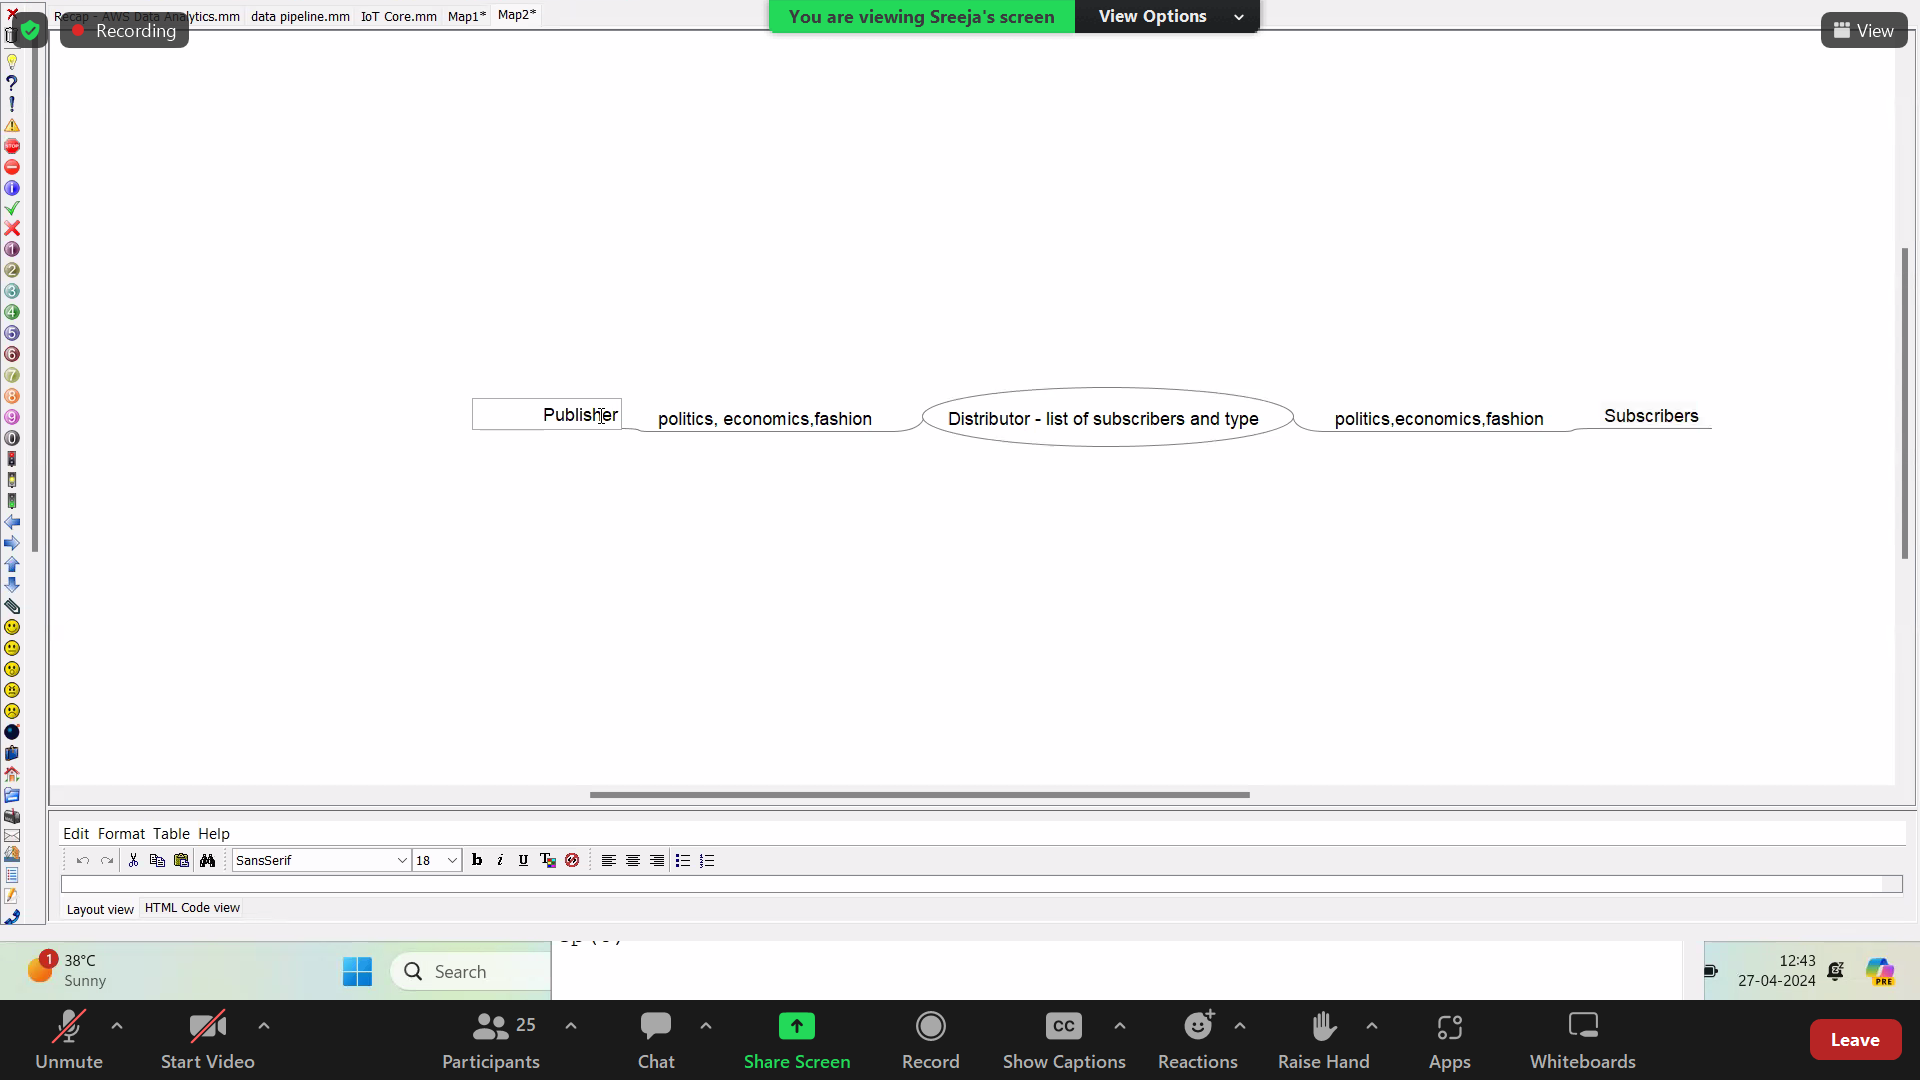 Recap - AWS Data Analytics.mm data pipeline.mm IoT Core.mm Map1* Map2*
You are viewing Sreeja's screen View Options
Recording
View
Publisher politics, economics,fashion Distributor - list of subscribers and type politics,economics,fashion Subscribers
Edit Format Table Help
SansSerif 18 b i U
Layout view HTML Code view
1 38°C
Sunny
Search
12:43
27-04-2024
PRE
25
CC
Unmute Start Video Participants Chat Share Screen Record Show Captions Reactions Raise Hand Apps Whiteboards Leave